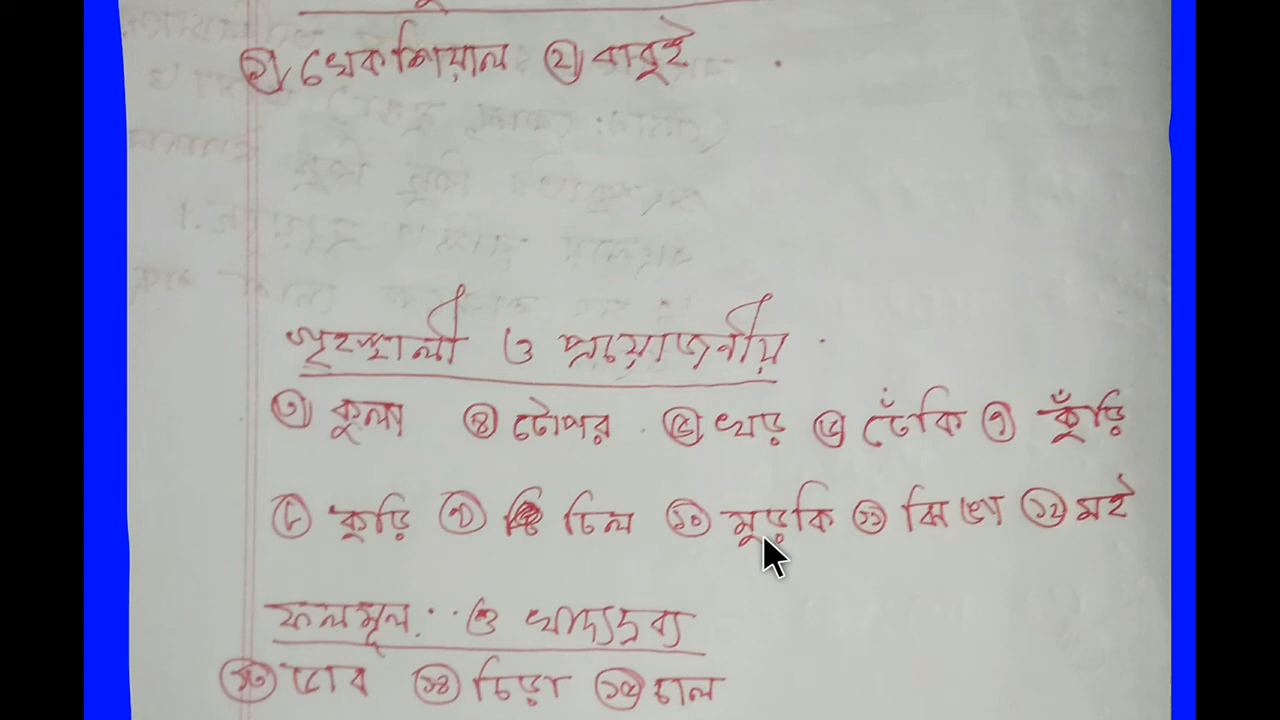 ১) খেকশিয়াল ২) বাবুই
গৃহস্থালী ও প্রয়োজনীয়
৩) কুলা ৪) টোপর ৫) খড় ৬) ঢেঁকি ৭) কুঁড়ি
৮) কুড়ি ৯) ঢিল ১০) মুড়কি ১১) ঝিঙা ১২) মই
ফলমূল ও খাদ্যদ্রব্য
১৩) ডাব ১৪) চিড়া ১৫) চাল